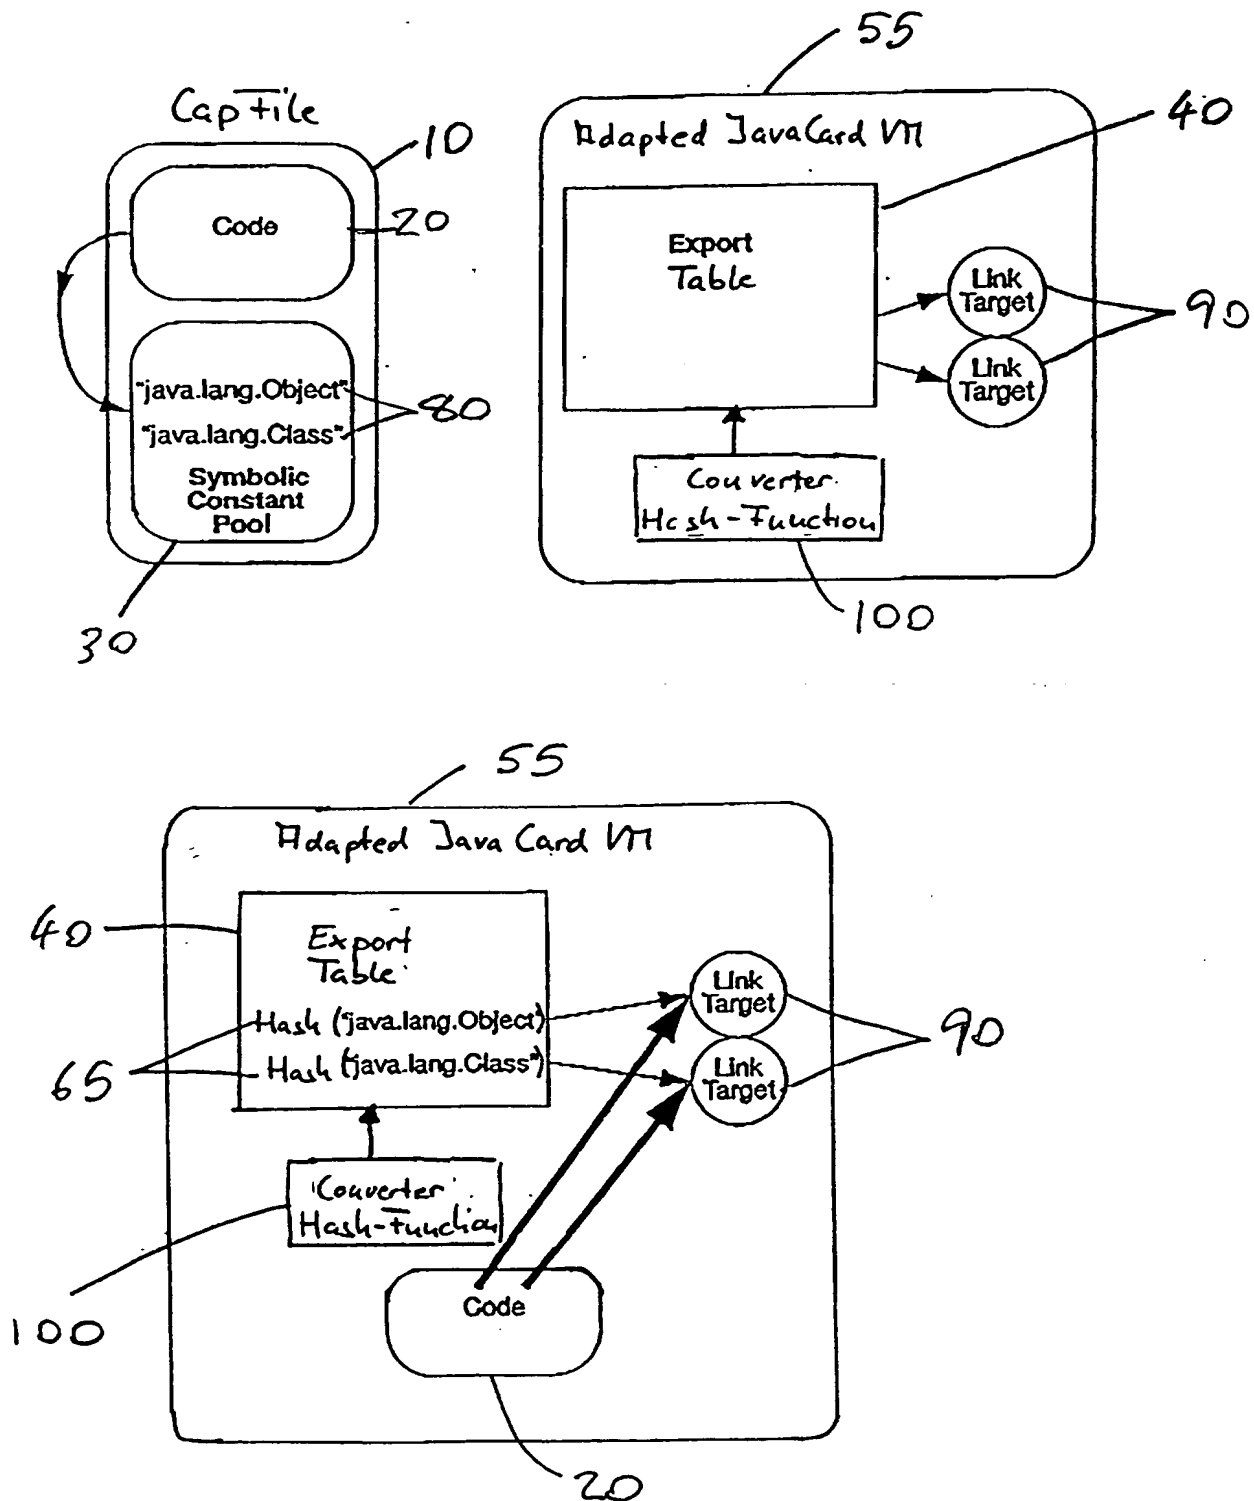 55
CapFile
10
Adapted JavaCard VM
40
Code
20
Export
Table
Link
Target
90
Link
Target
"java.lang.Object"
80
"java.lang.Class"
Symbolic
Constant
Pool
Converter
Hash-Function
30
100
55
Adapted Java Card VM
40
Export
Table
Link
Target
Hash ("java.lang.Object)
90
65
Hash ("java.lang.Class")
Link
Target
Converter
Hash-Function
Code
100
20